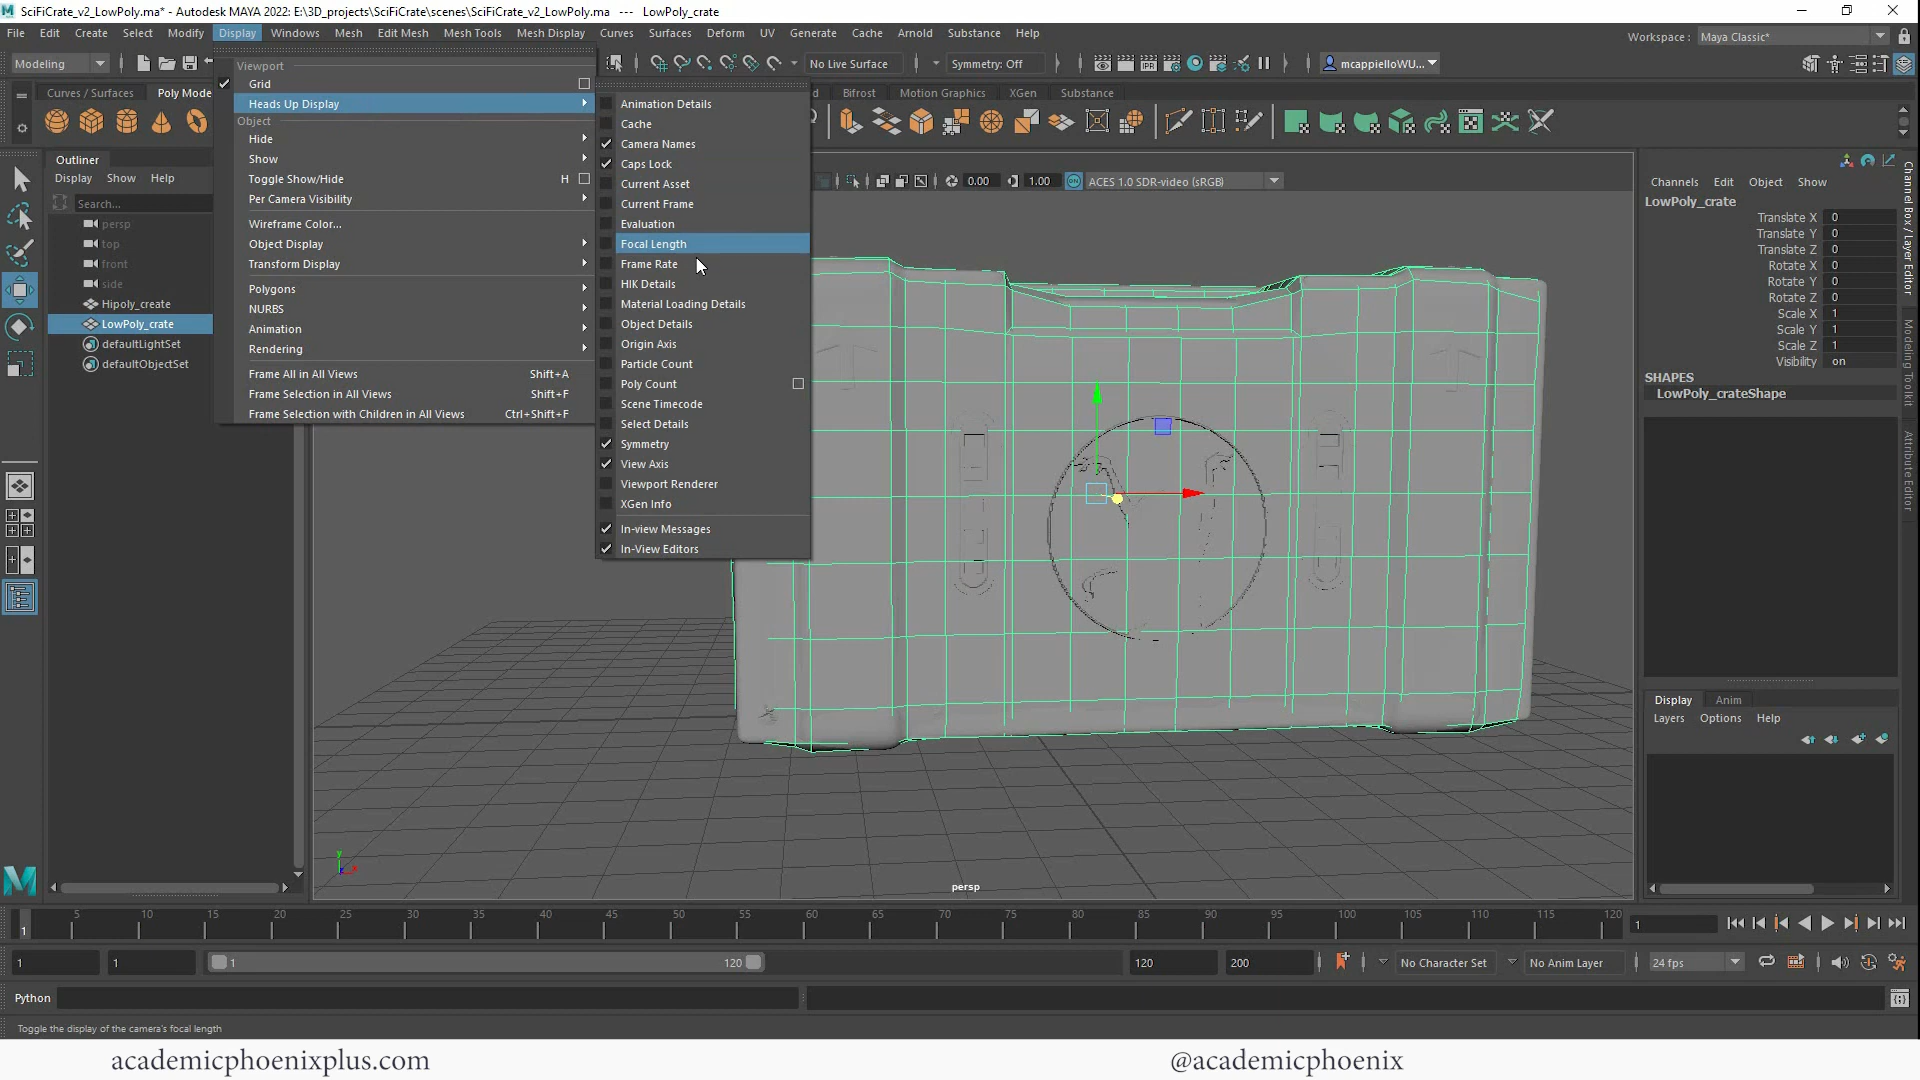 SciFiCrate_v2_LowPoly.ma* - Autodesk MAYA 2022: E:\3D_projects\SciFiCrate\scenes\SciFiCrate_v2_LowPoly.ma --- LowPoly_crate
File Edit Create Select Modify Display Windows Mesh Edit Mesh Mesh Tools Mesh Display Curves Surfaces Deform UV Generate Cache Arnold Substance Help
Workspace : Maya Classic*
Modeling
No Live Surface
Symmetry: Off
mcappielloWU...
Curves / Surfaces Poly Mode
Bifrost Motion Graphics XGen Substance
Viewport
Grid
Heads Up Display
Object
Hide
Show
Toggle Show/Hide H
Per Camera Visibility
Wireframe Color...
Object Display
Transform Display
Polygons
NURBS
Animation
Rendering
Frame All in All Views Shift+A
Frame Selection in All Views Shift+F
Frame Selection with Children in All Views Ctrl+Shift+F
Animation Details
Cache
Camera Names
Caps Lock
Current Asset
Current Frame
Evaluation
Focal Length
Frame Rate
HIK Details
Material Loading Details
Object Details
Origin Axis
Particle Count
Poly Count
Scene Timecode
Select Details
Symmetry
View Axis
Viewport Renderer
XGen Info
In-view Messages
In-View Editors
Outliner
Display Show Help
Search...
persp
top
front
side
Hipoly_create
LowPoly_crate
defaultLightSet
defaultObjectSet
0.00 1.00 ACES 1.0 SDR-video (sRGB)
y
persp
Channels Edit Object Show
LowPoly_crate
Translate X 0
Translate Y 0
Translate Z 0
Rotate X 0
Rotate Y 0
Rotate Z 0
Scale X 1
Scale Y 1
Scale Z 1
Visibility on
SHAPES
LowPoly_crateShape
Channel Box / Layer Editor
Modeling Toolkit
Attribute Editor
Display Anim
Layers Options Help
1 5 10 15 20 25 30 35 40 45 50 55 60 65 70 75 80 85 90 95 100 105 110 115 120
1
1 1 1 120 120 200 No Character Set No Anim Layer 24 fps
Python
Toggle the display of the camera's focal length
academicphoenixplus.com @academicphoenix